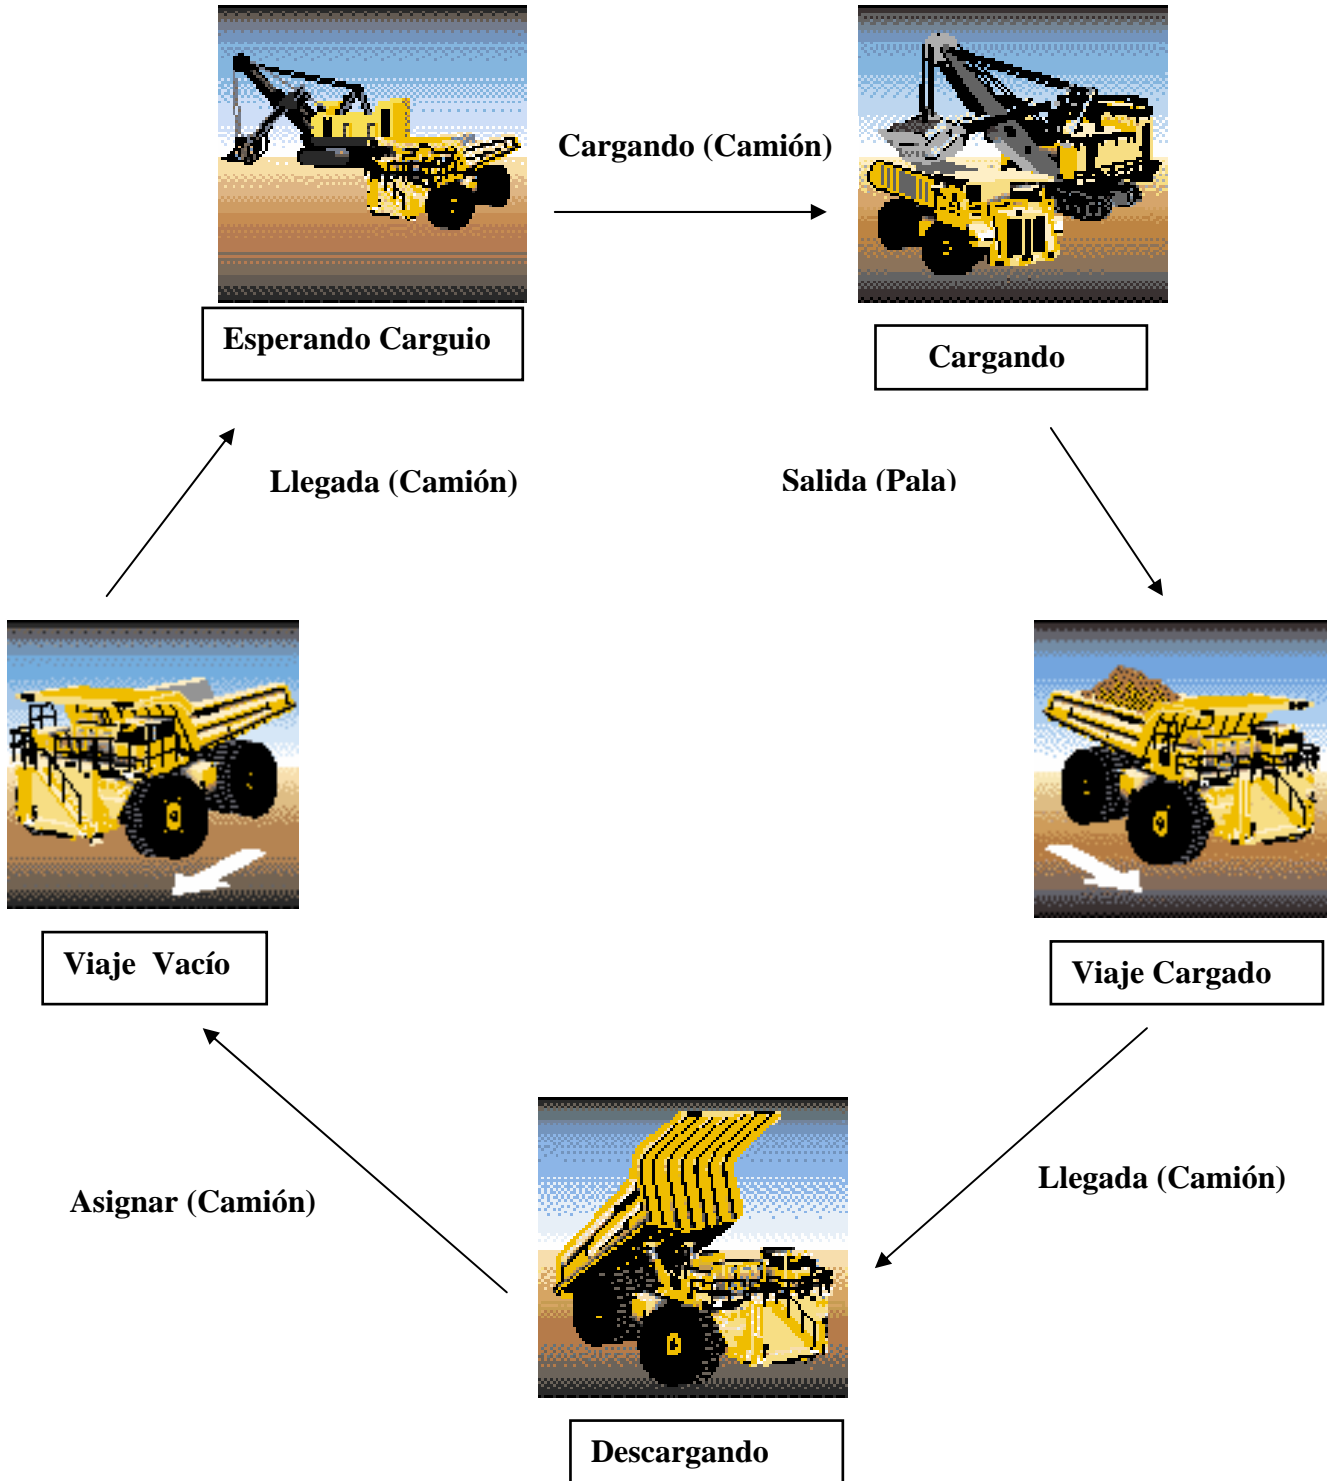 Cargando (Camión)
Esperando Carguio
Cargando
Llegada (Camión)
Salida (Pala)
Viaje Vacío
Viaje Cargado
Asignar (Camión)
Llegada (Camión)
Descargando